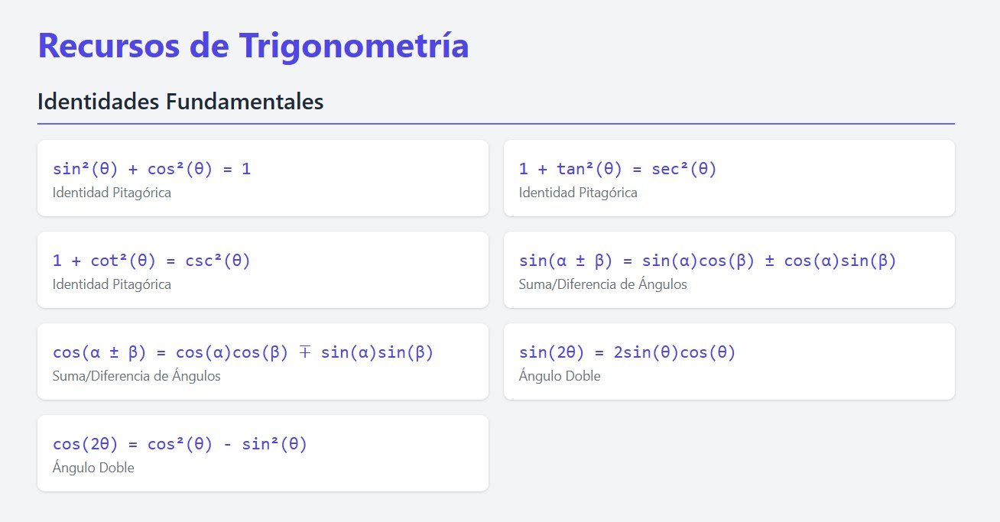 Recursos de Trigonometría
Identidades Fundamentales
sin²(θ) + cos²(θ) = 1
Identidad Pitagórica
1 + tan²(θ) = sec²(θ)
Identidad Pitagórica
1 + cot²(θ) = csc²(θ)
Identidad Pitagórica
sin(α ± β) = sin(α)cos(β) ± cos(α)sin(β)
Suma/Diferencia de Ángulos
cos(α ± β) = cos(α)cos(β) ∓ sin(α)sin(β)
Suma/Diferencia de Ángulos
sin(2θ) = 2sin(θ)cos(θ)
Ángulo Doble
cos(2θ) = cos²(θ) - sin²(θ)
Ángulo Doble